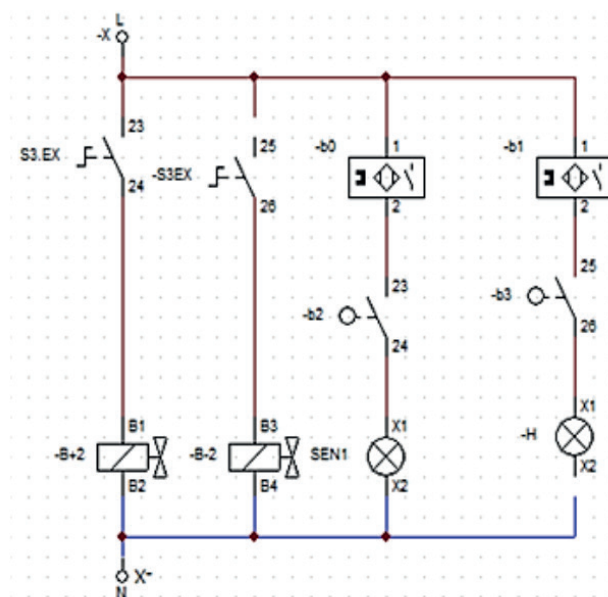 L
-X
23
S3.EX
24
25
-S3EX
26
-b0
1
2
-b1
1
2
23
-b2
24
25
-b3
26
B1
-B+2
B2
B3
-B-2
B4
X1
SEN1
X2
X1
-H
X2
X-
N